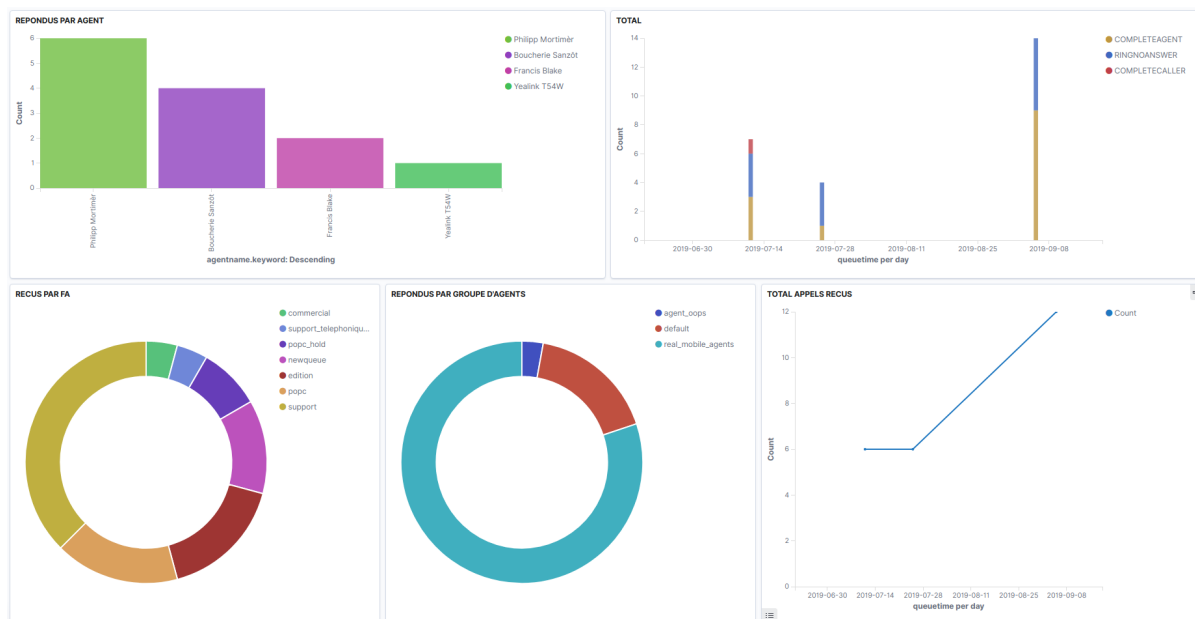 REPONDUS PAR AGENT
6
5
4
3
2
1
0
Count
Philipp Mortimèr
Boucherie Sanzôt
Francis Blake
Yealink T54W
agentname.keyword: Descending
Philipp Mortimèr
Boucherie Sanzôt
Francis Blake
Yealink T54W
TOTAL
14
12
10
8
6
4
2
0
Count
2019-06-30
2019-07-14
2019-07-28
2019-08-11
2019-08-25
2019-09-08
queuetime per day
COMPLETEAGENT
RINGNOANSWER
COMPLETECALLER
RECUS PAR FA
commercial
support_telephoniqu...
popc_hold
newqueue
edition
popc
support
REPONDUS PAR GROUPE D'AGENTS
agent_oops
default
real_mobile_agents
TOTAL APPELS RECUS
12
10
8
6
4
2
0
Count
2019-06-30
2019-07-14
2019-07-28
2019-08-11
2019-08-25
2019-09-08
queuetime per day
Count